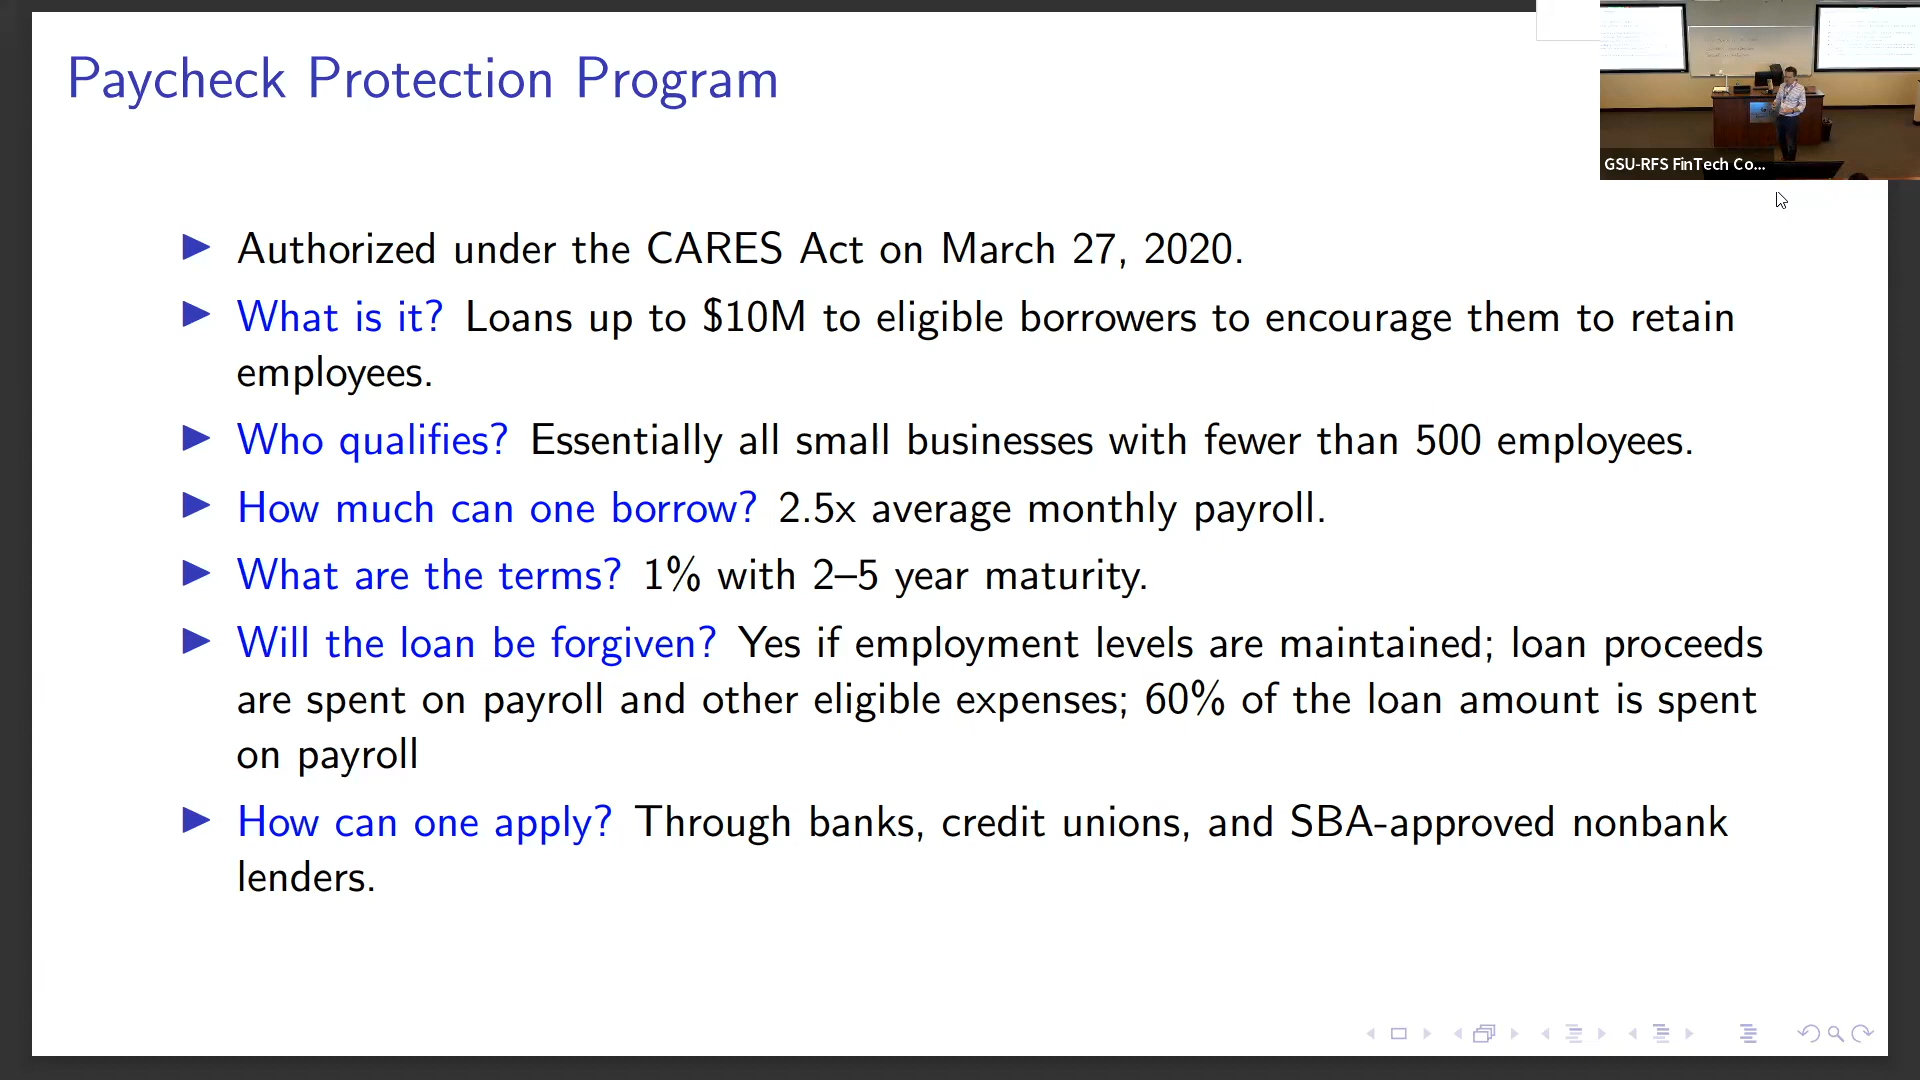 Paycheck Protection Program
GSU-RFS FinTech Co...
Authorized under the CARES Act on March 27, 2020.
What is it? Loans up to $10M to eligible borrowers to encourage them to retain
employees.
Who qualifies? Essentially all small businesses with fewer than 500 employees.
How much can one borrow? 2.5x average monthly payroll.
What are the terms? 1% with 2–5 year maturity.
Will the loan be forgiven? Yes if employment levels are maintained; loan proceeds
are spent on payroll and other eligible expenses; 60% of the loan amount is spent
on payroll
How can one apply? Through banks, credit unions, and SBA-approved nonbank
lenders.